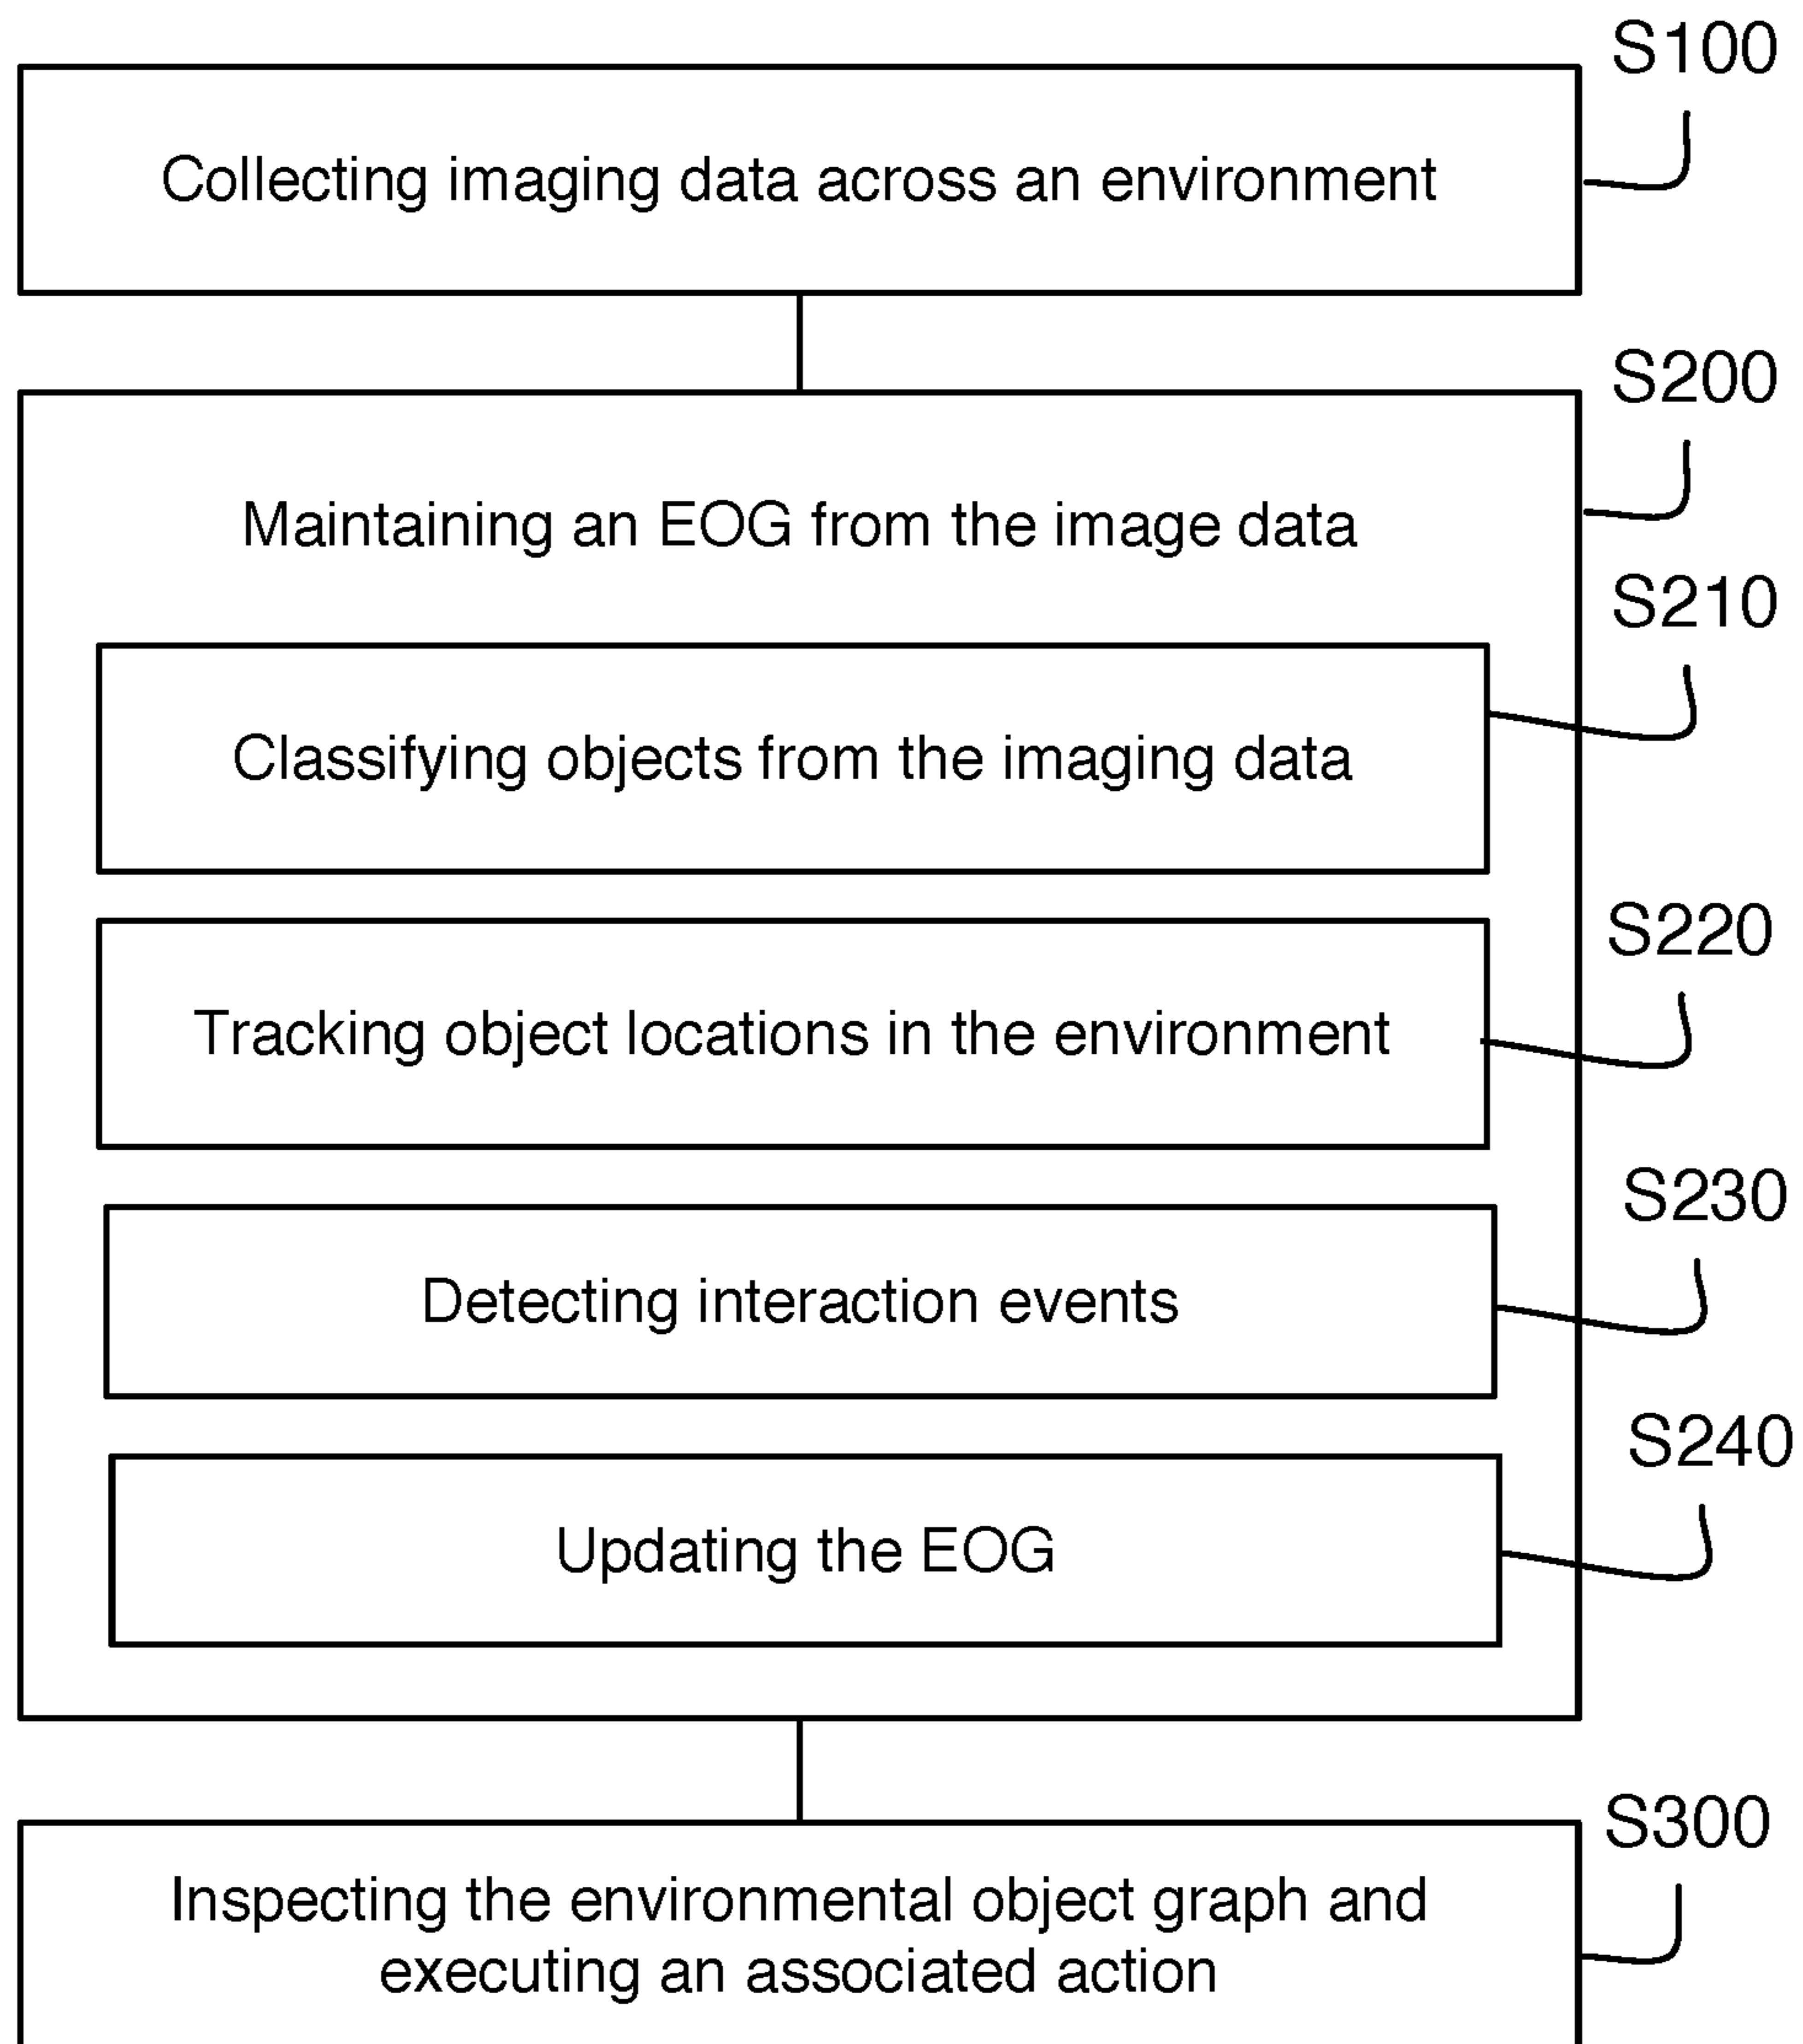 S100
Collecting imaging data across an environment
S200
Maintaining an EOG from the image data
S210
Classifying objects from the imaging data
S220
Tracking object locations in the environment
S230
Detecting interaction events
S240
Updating the EOG
S300
Inspecting the environmental object graph and
executing an associated action